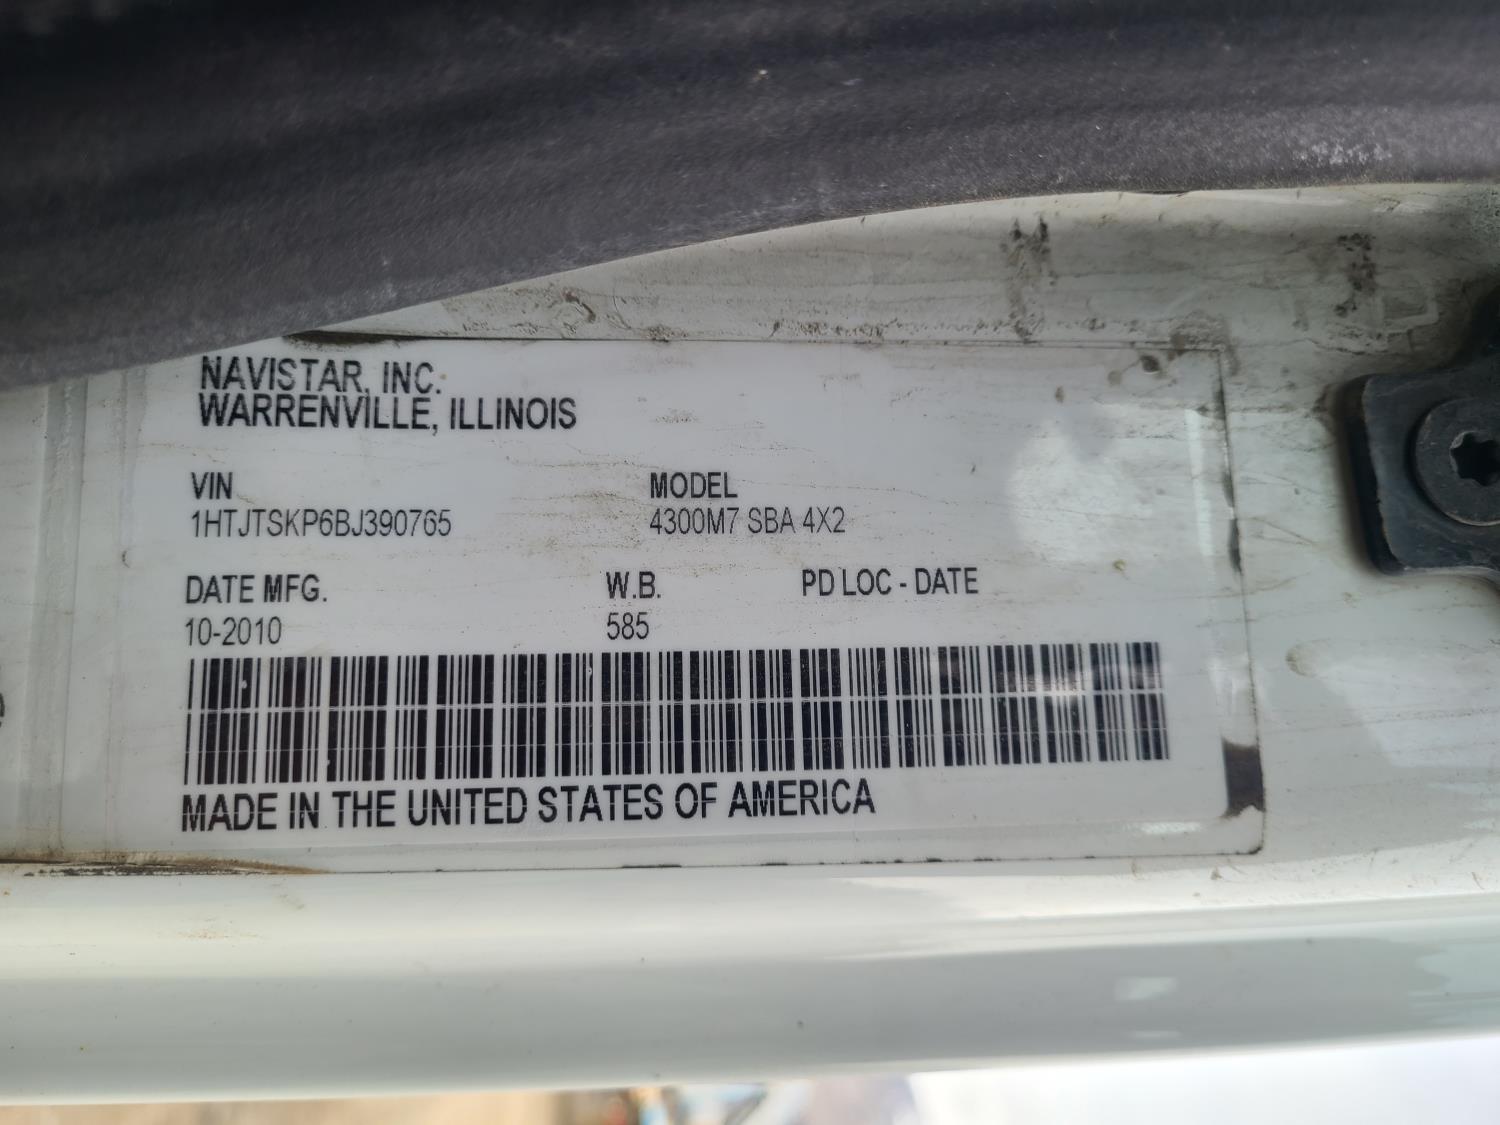 NAVISTAR, INC.
WARRENVILLE, ILLINOIS
VIN MODEL
1HTJTSKP6BJ390765 4300M7 SBA 4X2
DATE MFG. W.B. PD LOC - DATE
10-2010 585
MADE IN THE UNITED STATES OF AMERICA